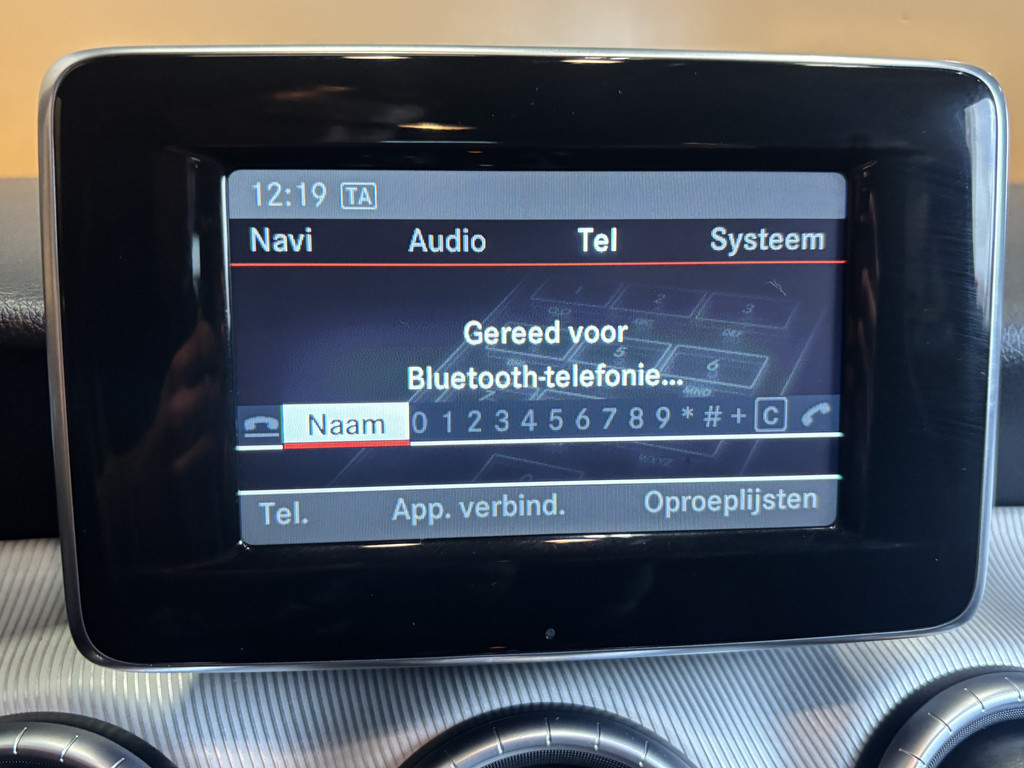 12:19 TA
Navi Audio Tel Systeem
Gereed voor
Bluetooth-telefonie...
Naam 0 1 2 3 4 5 6 7 8 9 * # + C
Tel. App. verbind. Oproeplijsten